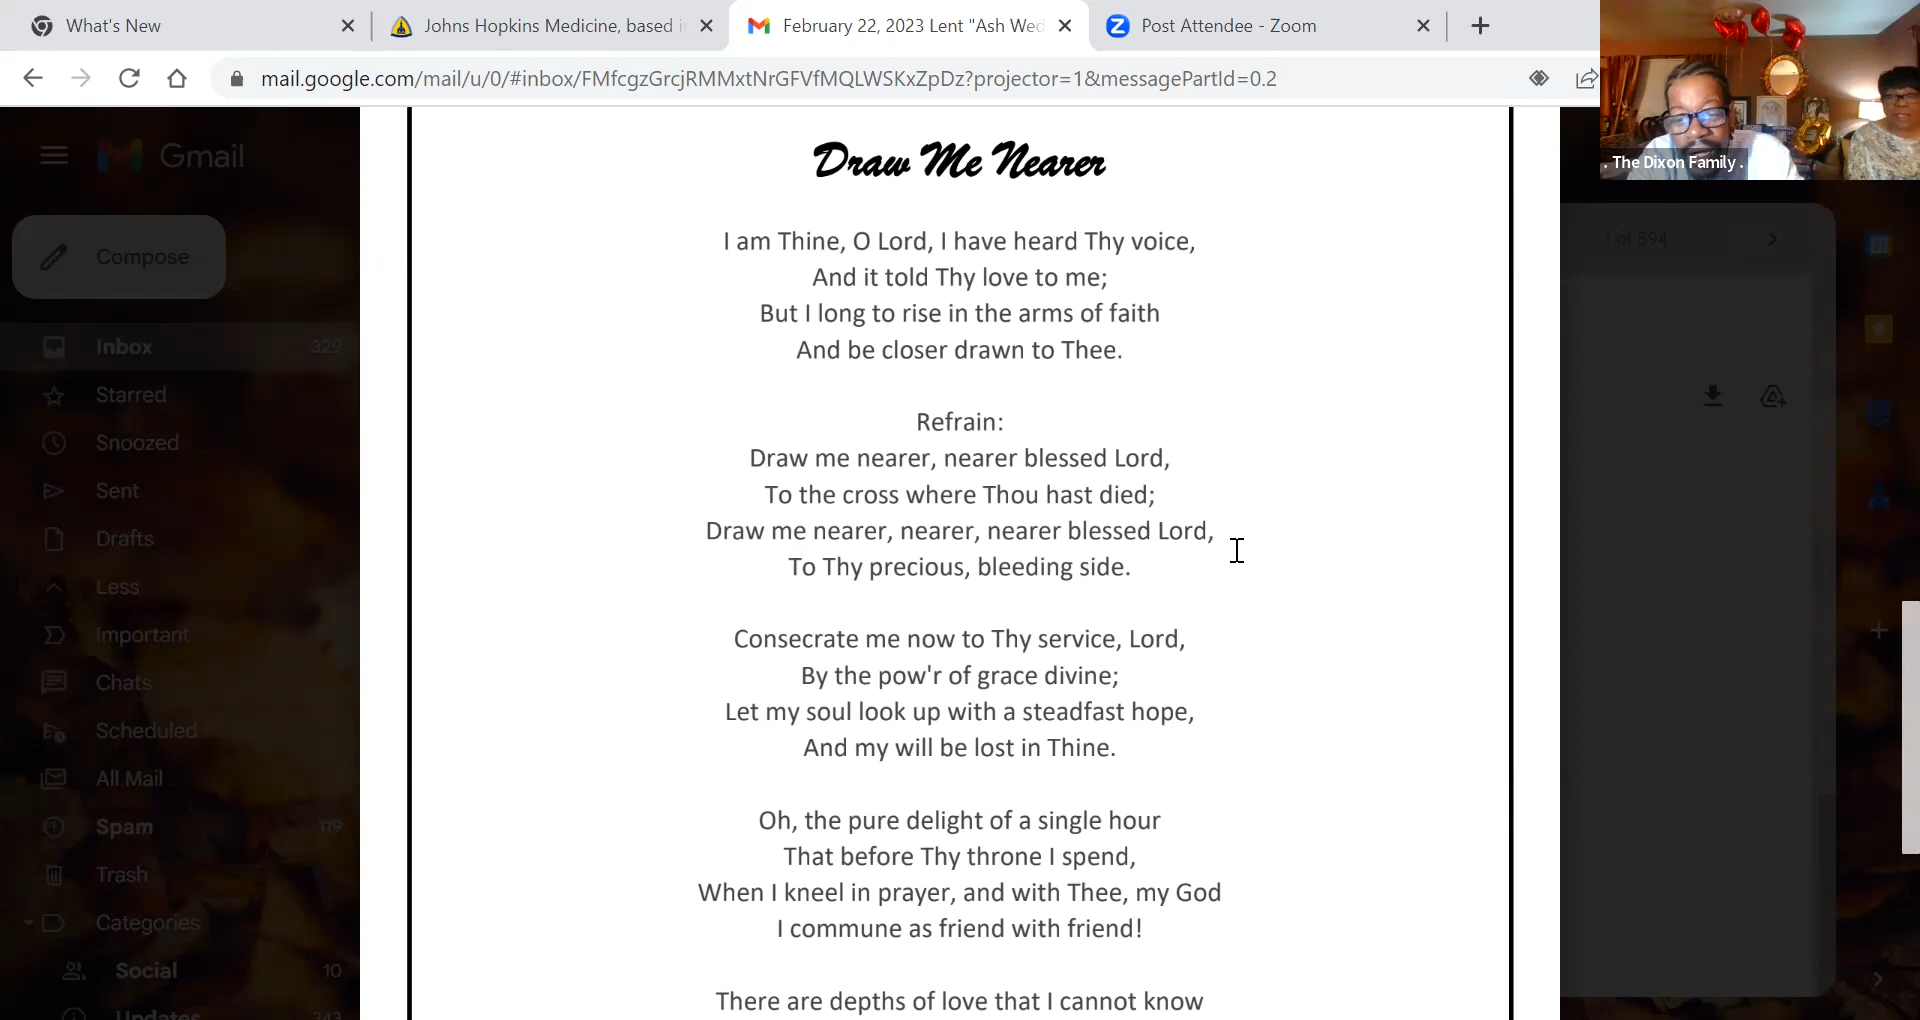 What's New
Johns Hopkins Medicine, based i
February 22, 2023 Lent "Ash Wed
Post Attendee - Zoom
mail.google.com/mail/u/0/#inbox/FMfcgzGrcjRMMxtNrGFVfMQLWSKxZpDz?projector=1&messagePartId=0.2
. The Dixon Family .
Gmail
Compose
Inbox 329
Starred
Snoozed
Sent
Drafts
Less
Important
Chats
Scheduled
All Mail
Spam 119
Trash
Categories
Social 10
Updates 343
1 of 594
31
Draw Me Nearer
I am Thine, O Lord, I have heard Thy voice,
And it told Thy love to me;
But I long to rise in the arms of faith
And be closer drawn to Thee.
Refrain:
Draw me nearer, nearer blessed Lord,
To the cross where Thou hast died;
Draw me nearer, nearer, nearer blessed Lord,
To Thy precious, bleeding side.
Consecrate me now to Thy service, Lord,
By the pow'r of grace divine;
Let my soul look up with a steadfast hope,
And my will be lost in Thine.
Oh, the pure delight of a single hour
That before Thy throne I spend,
When I kneel in prayer, and with Thee, my God
I commune as friend with friend!
There are depths of love that I cannot know